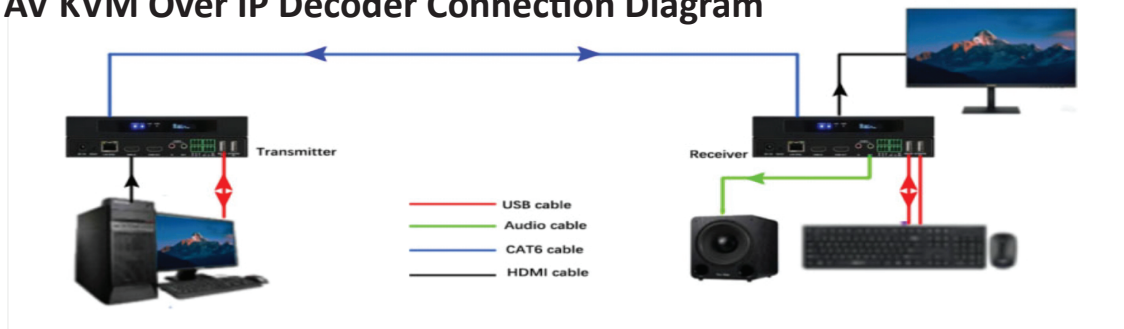 AV KVM Over IP Decoder Connection Diagram
Transmitter
Receiver
USB cable
Audio cable
CAT6 cable
HDMI cable